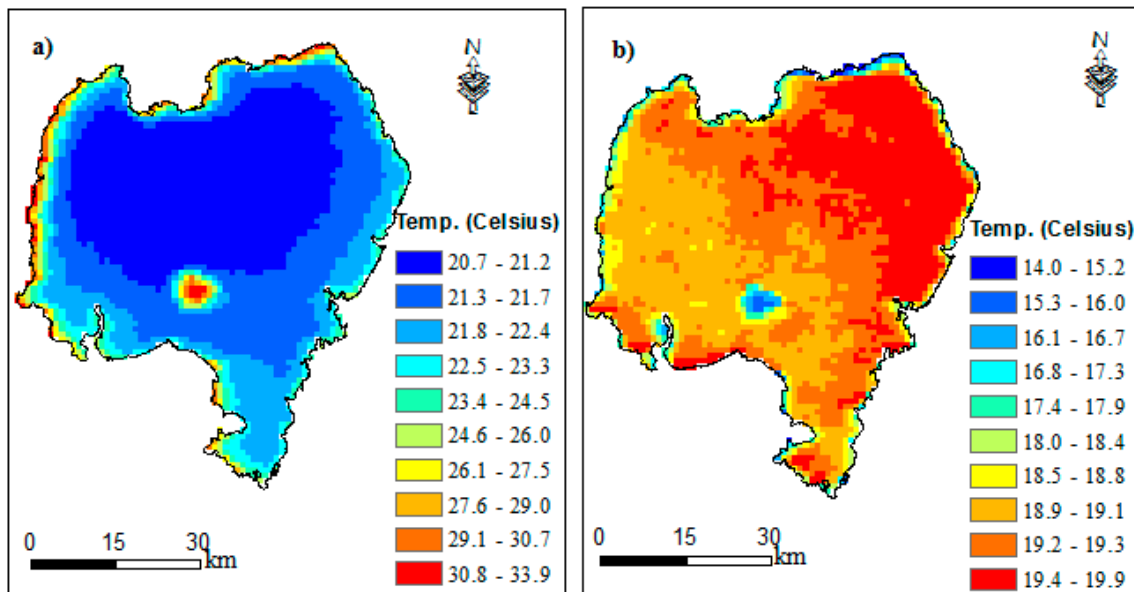 a)
N
Temp. (Celsius)
20.7 - 21.2
21.3 - 21.7
21.8 - 22.4
22.5 - 23.3
23.4 - 24.5
24.6 - 26.0
26.1 - 27.5
27.6 - 29.0
29.1 - 30.7
30.8 - 33.9
0 15 30
km
b)
N
Temp. (Celsius)
14.0 - 15.2
15.3 - 16.0
16.1 - 16.7
16.8 - 17.3
17.4 - 17.9
18.0 - 18.4
18.5 - 18.8
18.9 - 19.1
19.2 - 19.3
19.4 - 19.9
0 15 30
km